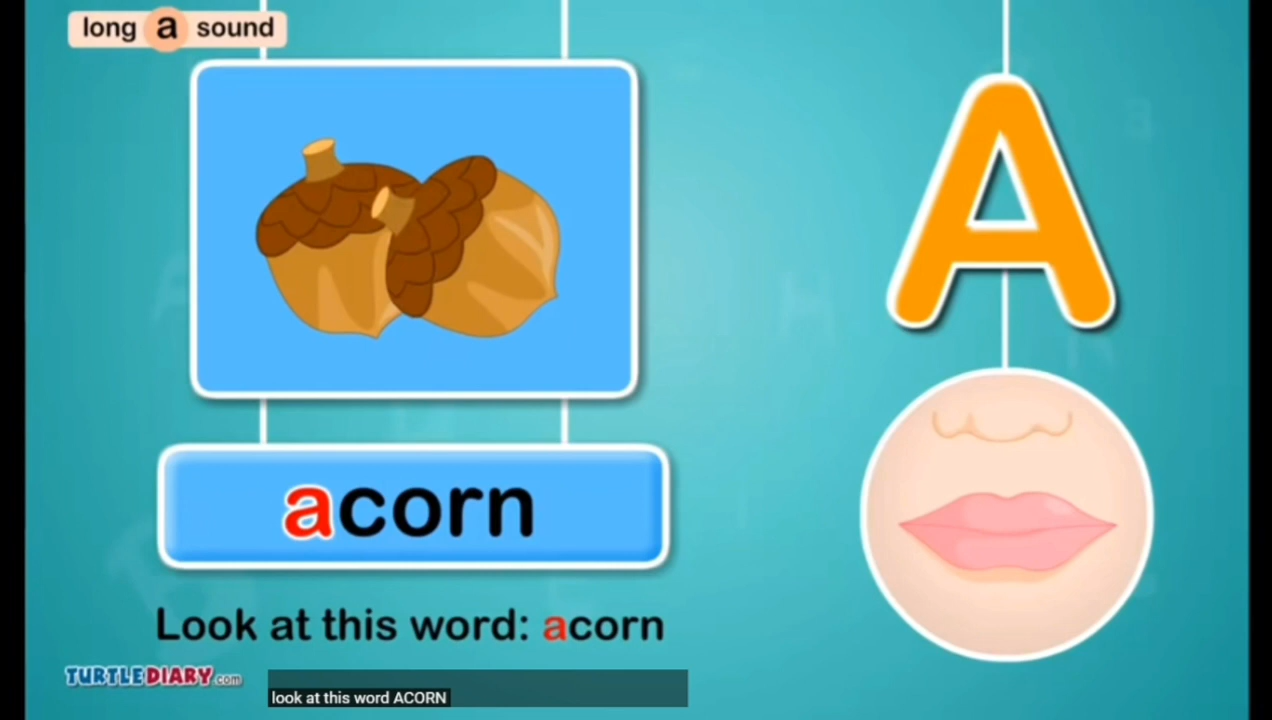 long a sound
A
acorn
Look at this word: acorn
TURTLEDIARY.com
look at this word ACORN